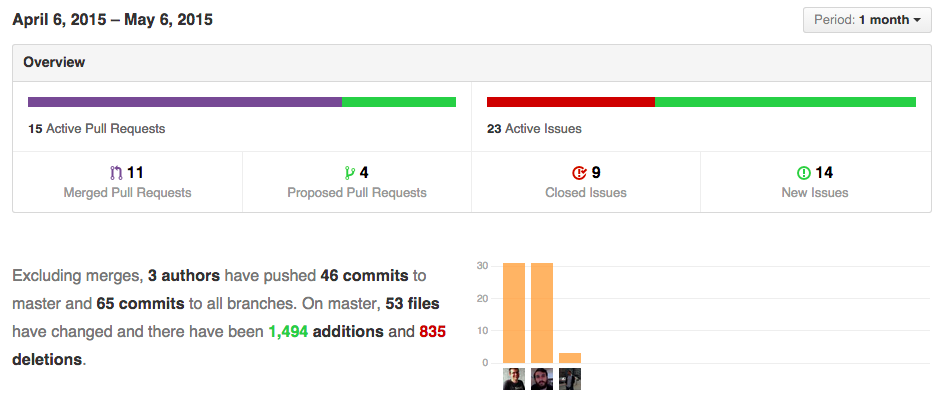 April 6, 2015 – May 6, 2015
Period: 1 month
Overview
15 Active Pull Requests
23 Active Issues
11
Merged Pull Requests
4
Proposed Pull Requests
9
Closed Issues
14
New Issues
Excluding merges, 3 authors have pushed 46 commits to
master and 65 commits to all branches. On master, 53 files
have changed and there have been 1,494 additions and 835
deletions.
30
20
10
0